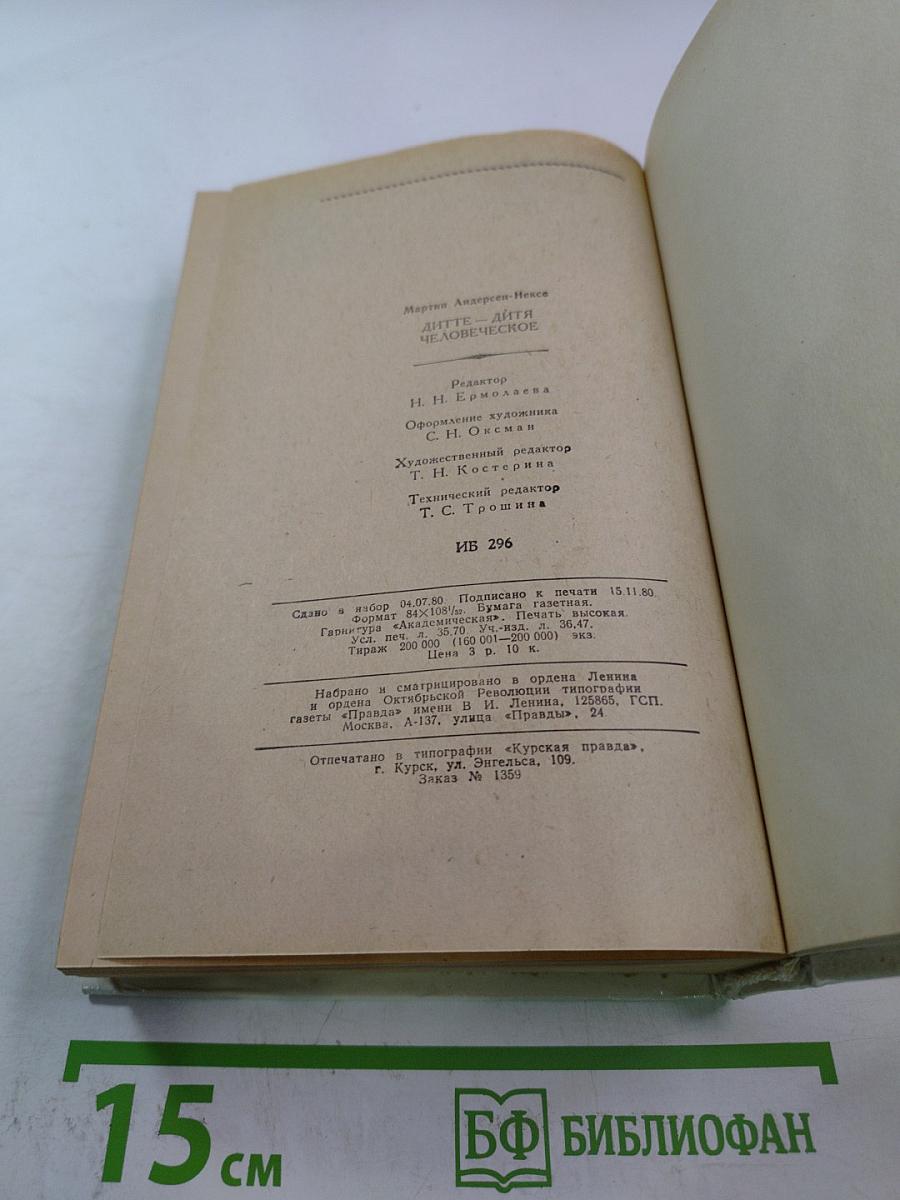 Мартин Андерсен-Нексе
ДИТТЕ — ДИТЯ
ЧЕЛОВЕЧЕСКОЕ
Редактор
Н. Н. Ермолаева
Оформление художника
С. Н. Оксман
Художественный редактор
Т. Н. Костерина
Технический редактор
Т. С. Трошина
ИБ 296
Сдано в набор 04.07.80. Подписано к печати 15.11.80.
Формат 84×108¹/₃₂. Бумага газетная.
Гарнитура «Академическая». Печать высокая.
Усл. печ. л. 35,70. Уч.-изд. л. 36,47.
Тираж 200 000 (160 001—200 000) экз.
Цена 3 р. 10 к.
Набрано и сматрицировано в ордена Ленина
и ордена Октябрьской Революции типографии
газеты «Правда» имени В. И. Ленина, 125865, ГСП.
Москва, А-137, улица «Правды», 24
Отпечатано в типографии «Курская правда»,
г. Курск, ул. Энгельса, 109.
Заказ № 1359
15 см
БФ БИБЛИОФАН